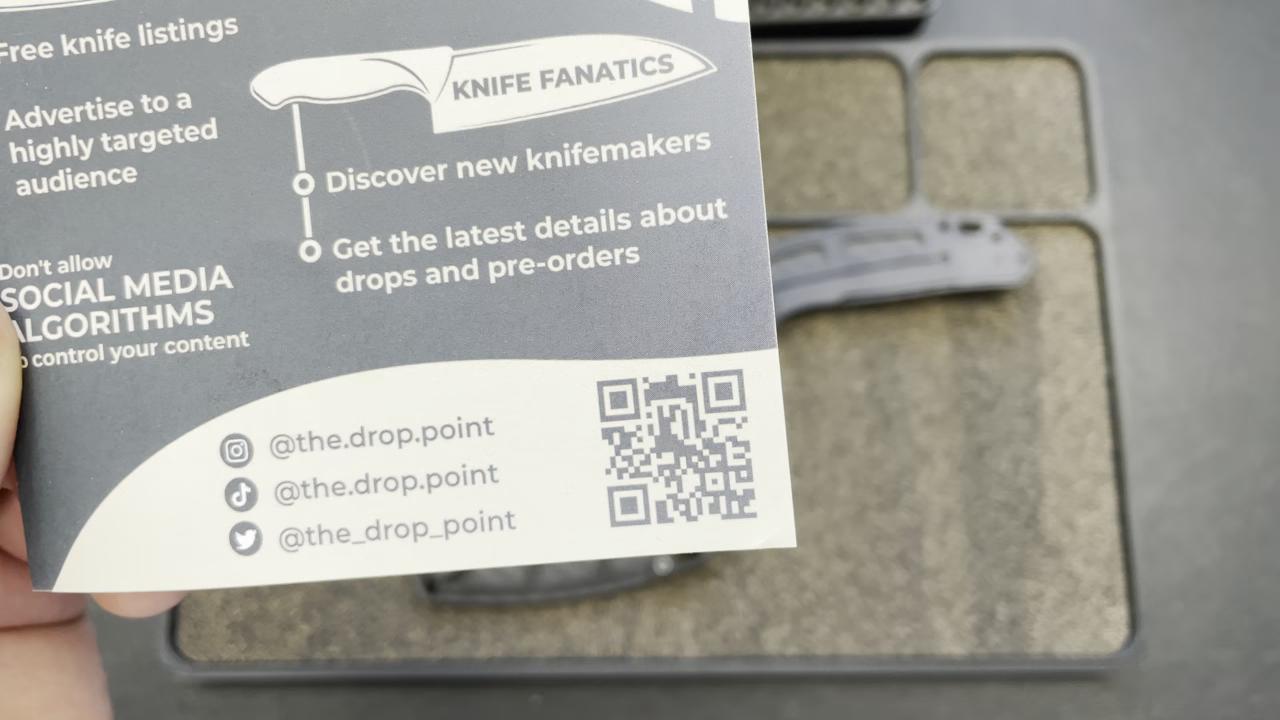 Free knife listings
Advertise to a
highly targeted
audience
Don't allow
SOCIAL MEDIA
ALGORITHMS
control your content
KNIFE FANATICS
Discover new knifemakers
Get the latest details about
drops and pre-orders
@the.drop.point
@the.drop.point
@the_drop_point